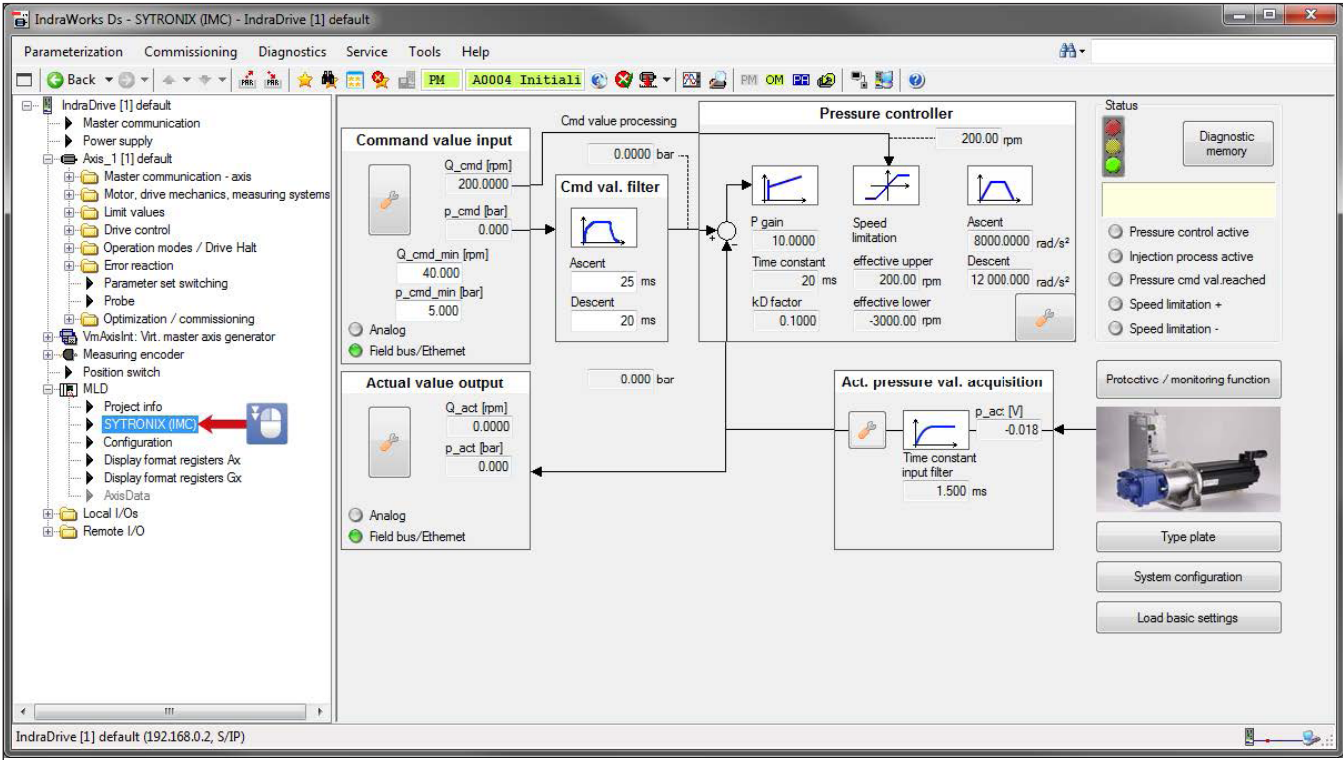 IndraWorks Ds - SYTRONIX (IMC) - IndraDrive [1] default
Parameterization Commissioning Diagnostics Service Tools Help
Back PAR PAR PM A0004 Initiali PM OM
IndraDrive [1] default
Master communication
Power supply
Axis_1 [1] default
Master communication - axis
Motor, drive mechanics, measuring systems
Limit values
Drive control
Operation modes / Drive Halt
Error reaction
Parameter set switching
Probe
Optimization / commissioning
VmAxisInt: Virt. master axis generator
Measuring encoder
Position switch
MLD
Project info
SYTRONIX (IMC)
Configuration
Display format registers Ax
Display format registers Gx
AxisData
Local I/Os
Remote I/O
Command value input
Q_cmd [rpm]
200.0000
p_cmd [bar]
0.000
Q_cmd_min [rpm]
40.000
p_cmd_min [bar]
5.000
Analog
Field bus/Ethernet
Cmd value processing
0.0000 bar
Cmd val. filter
Ascent
25 ms
Descent
20 ms
Pressure controller
200.00 rpm
P gain
10.0000
Time constant
20 ms
kD factor
0.1000
Speed
limitation
effective upper
200.00 rpm
effective lower
-3000.00 rpm
Ascent
8000.0000 rad/s²
Descent
12 000.000 rad/s²
Actual value output
Q_act [rpm]
0.0000
p_act [bar]
0.000
Analog
Field bus/Ethernet
0.000 bar
Act. pressure val. acquisition
p_act [V]
-0.018
Time constant
input filter
1.500 ms
Status
Diagnostic
memory
Pressure control active
Injection process active
Pressure cmd val.reached
Speed limitation +
Speed limitation -
Protective / monitoring function
Type plate
System configuration
Load basic settings
IndraDrive [1] default (192.168.0.2, S/IP)